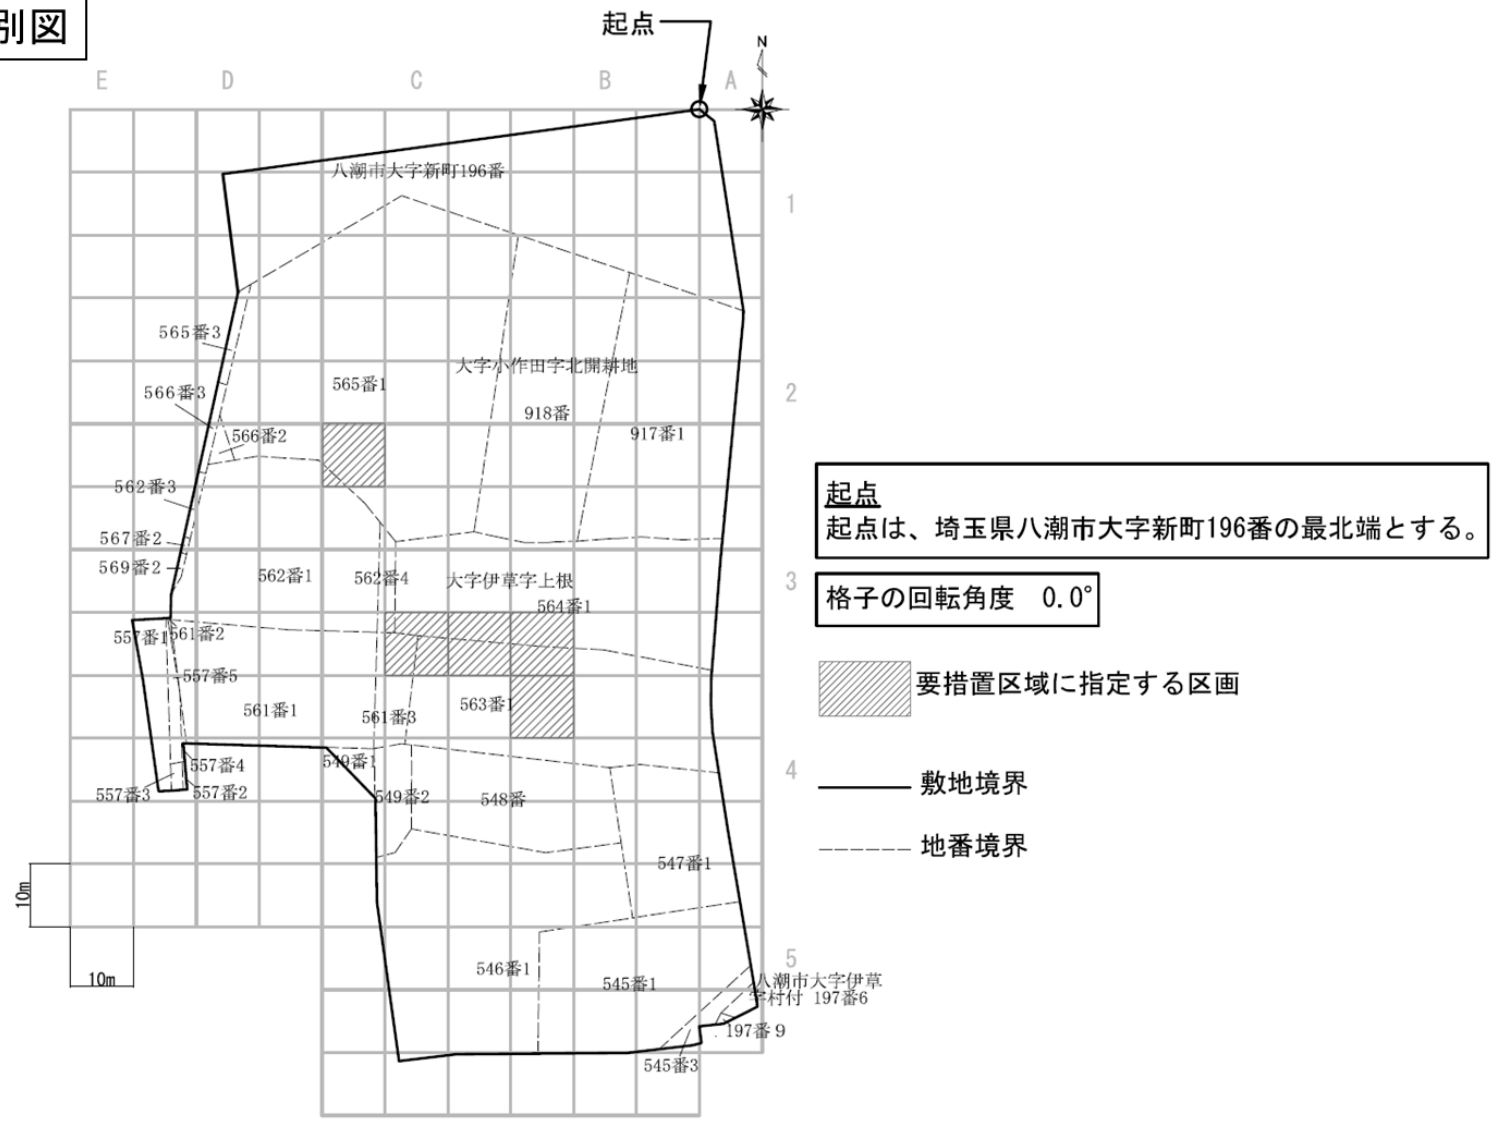 別図
起点
N
E D C B A
八潮市大字新町196番
1
565番3
大字小作田字北開耕地
566番3
565番1
2
918番
566番2
917番1
562番3
起点
起点は、埼玉県八潮市大字新町196番の最北端とする。
567番2
569番2
562番1
562番4
大字伊草字上根
3
564番1
格子の回転角度 0.0°
557番1
561番2
557番5
要措置区域に指定する区画
561番1
561番3
563番1
549番1
557番4
4
敷地境界
557番3
557番2
549番2
548番
地番境界
547番1
10m
10m
546番1
545番1
5
八潮市大字伊草
字村付 197番6
197番9
545番3